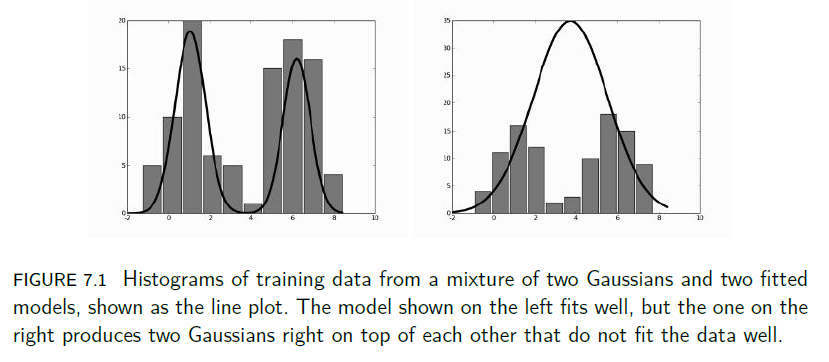 20
15
10
5
0
-2 0 2 4 6 8 10
35
30
25
20
15
10
5
0
-2 0 2 4 6 8 10
FIGURE 7.1 Histograms of training data from a mixture of two Gaussians and two fitted
models, shown as the line plot. The model shown on the left fits well, but the one on the
right produces two Gaussians right on top of each other that do not fit the data well.